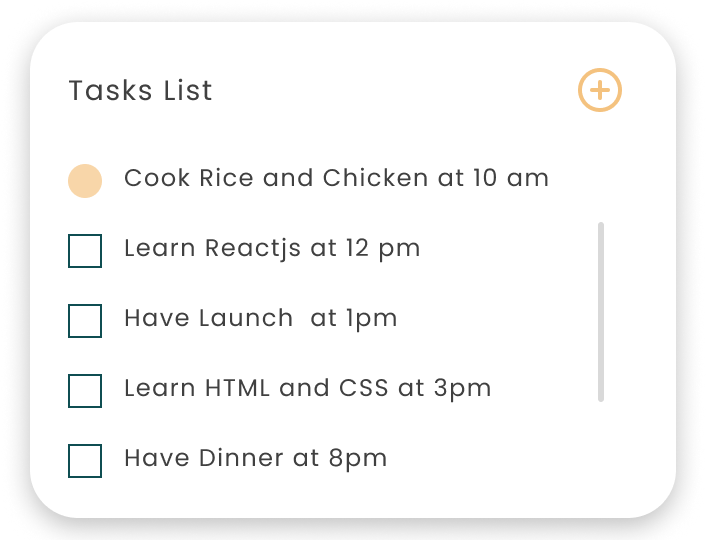 Tasks List
Cook Rice and Chicken at 10 am
Learn Reactjs at 12 pm
Have Launch  at 1pm
Learn HTML and CSS at 3pm
Have Dinner at 8pm